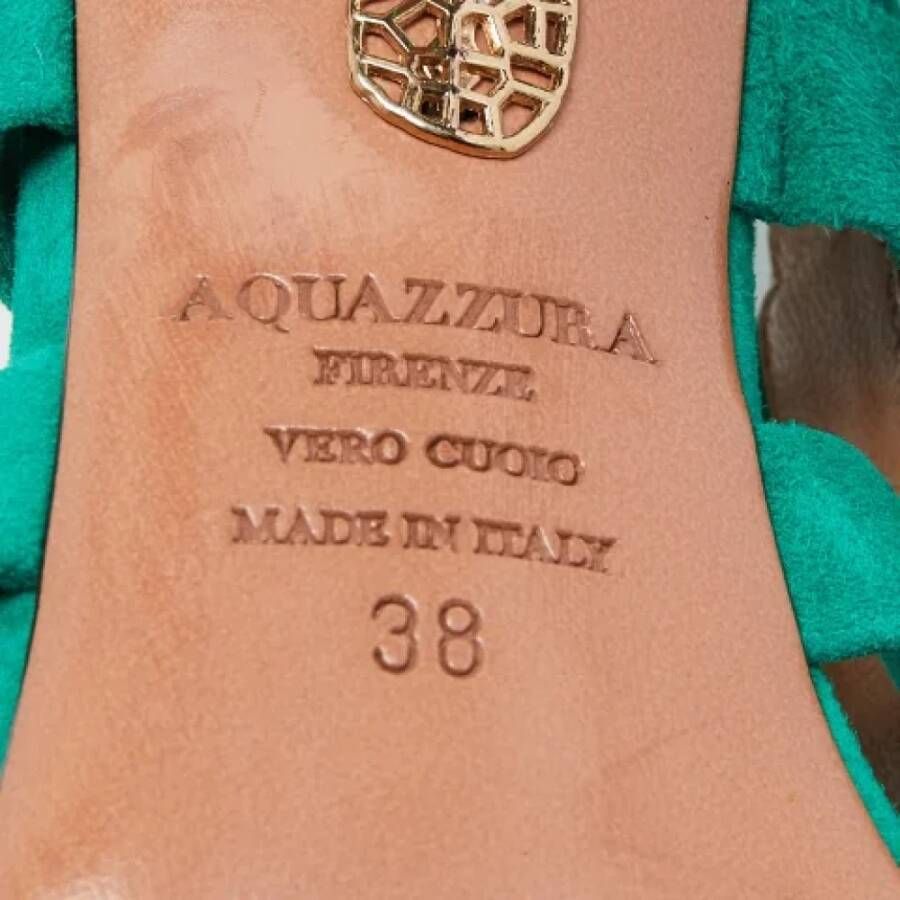 AQUAZZURA
FIRENZE
VERO CUOIO
MADE IN ITALY
38